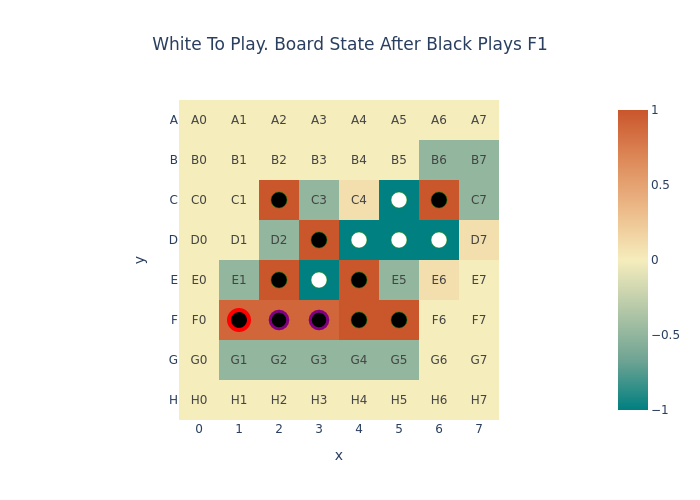 White To Play. Board State After Black Plays F1
A A0 A1 A2 A3 A4 A5 A6 A7 1
B B0 B1 B2 B3 B4 B5 B6 B7
C C0 C1 C3 C4 C7 0.5
D D0 D1 D2 D7 0
y
E E0 E1 E5 E6 E7
F F0 F6 F7 −0.5
G G0 G1 G2 G3 G4 G5 G6 G7
H H0 H1 H2 H3 H4 H5 H6 H7 −1
0 1 2 3 4 5 6 7
x